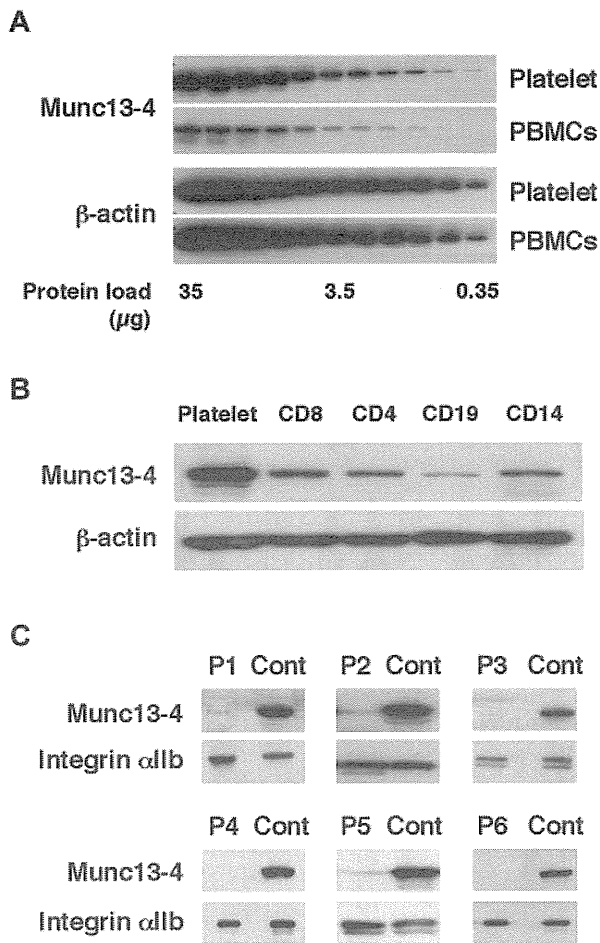 A
Munc13-4
Platelet
PBMCs
β-actin
Platelet
PBMCs
Protein load (µg)
35 3.5 0.35
B
Platelet CD8 CD4 CD19 CD14
Munc13-4
β-actin
C
P1 Cont P2 Cont P3 Cont
Munc13-4
Integrin αIIb
P4 Cont P5 Cont P6 Cont
Munc13-4
Integrin αIIb